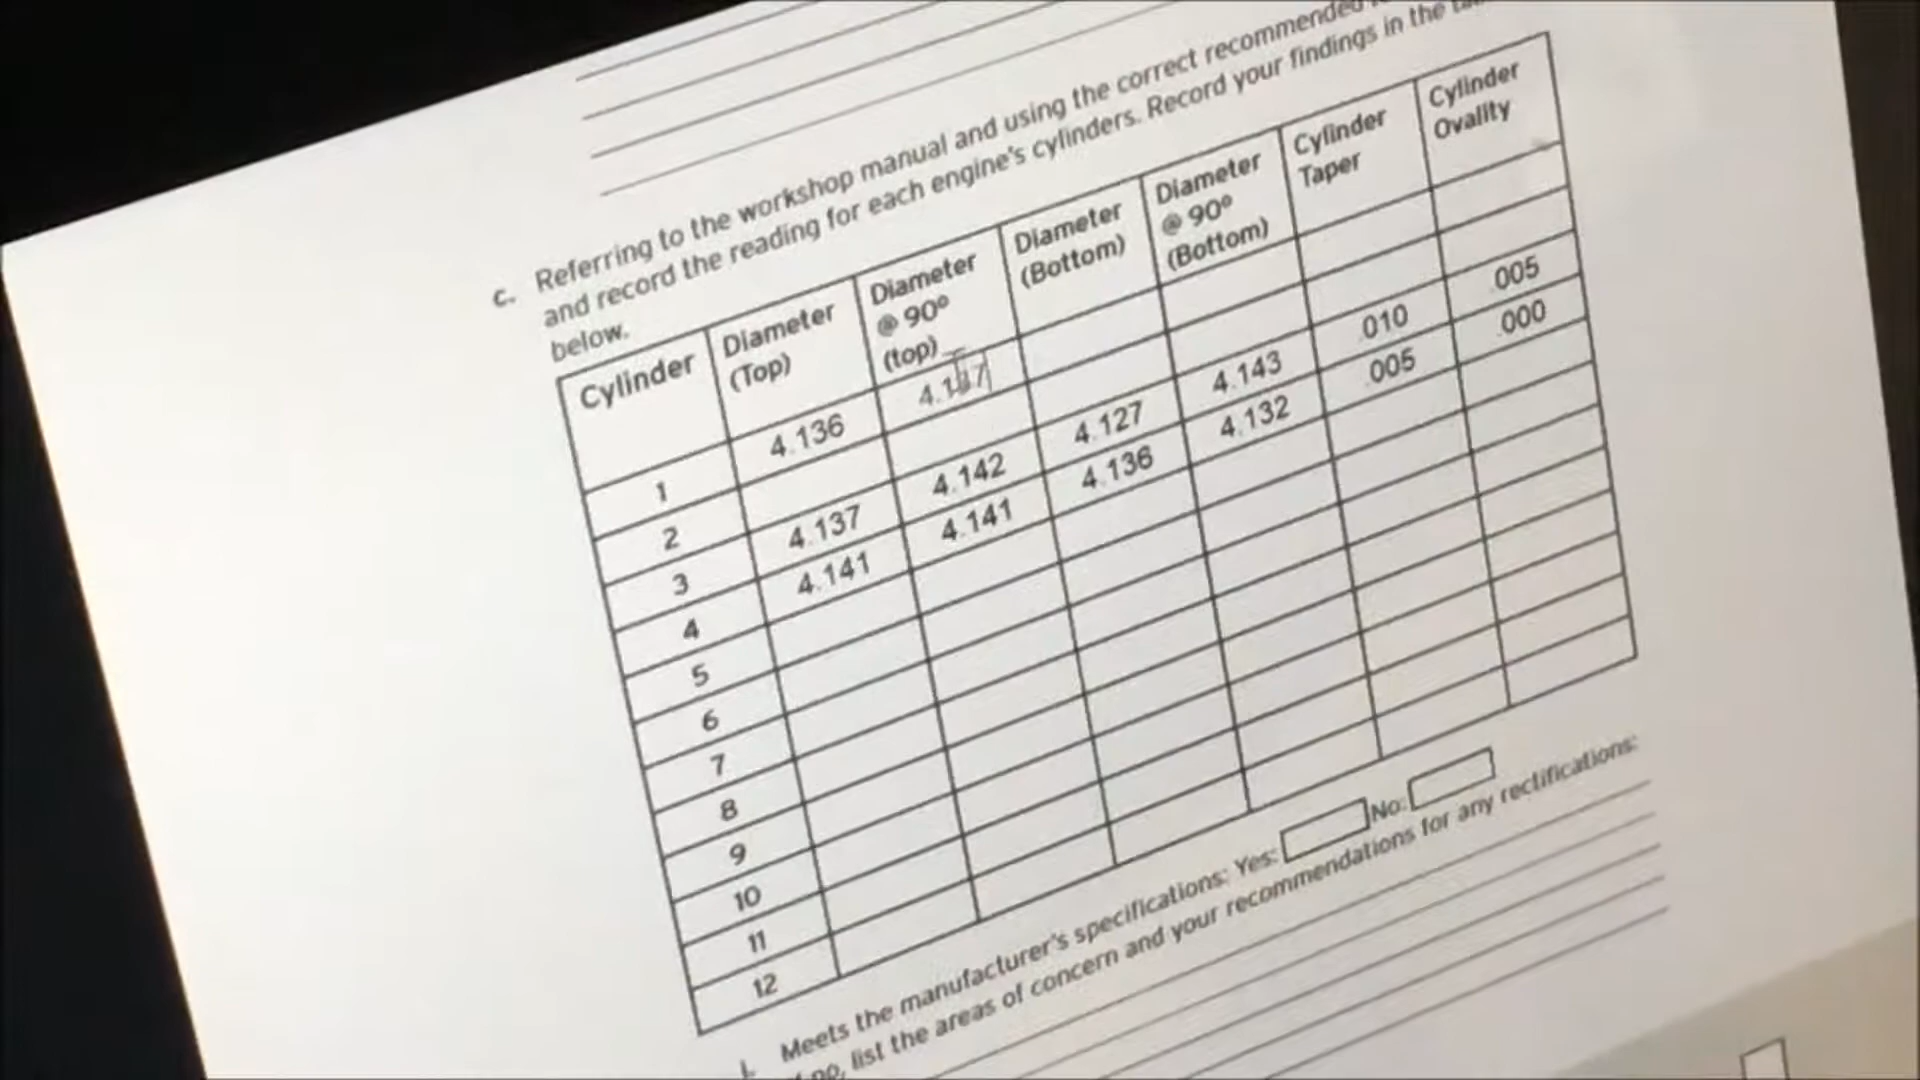 c. Referring to the workshop manual and using the correct recommended
and record the reading for each engine's cylinders. Record your findings in the
below.
Cylinder Diameter (Top) Diameter @ 90º (top) Diameter (Bottom) Diameter @ 90º (Bottom) Cylinder Taper Cylinder Ovality
1 4.136
2
3 4.137 4.142 4.127 4.143 .010 .005
4 4.141 4.141 4.136 4.132 .005 .000
5
6
7
8
9
10
11
12
Meets the manufacturer's specifications: Yes: No:
no, list the areas of concern and your recommendations for any rectifications: